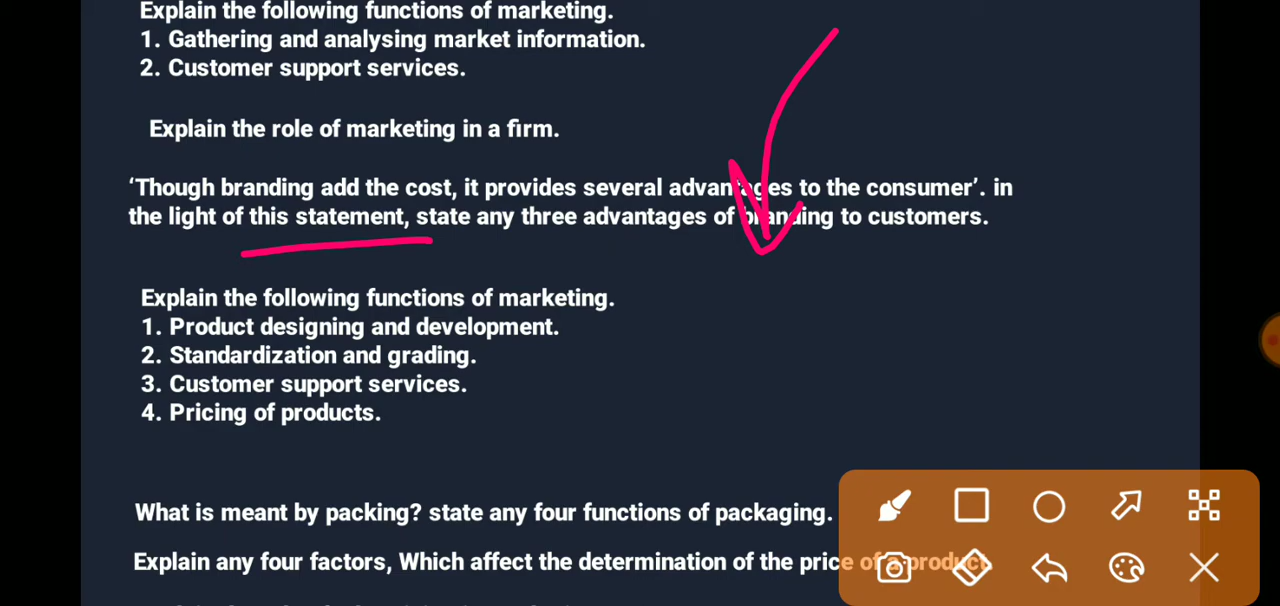 Explain the following functions of marketing.
1. Gathering and analysing market information.
2. Customer support services.
Explain the role of marketing in a firm.
‘Though branding add the cost, it provides several advantages to the consumer’. in
the light of this statement, state any three advantages of branding to customers.
Explain the following functions of marketing.
1. Product designing and development.
2. Standardization and grading.
3. Customer support services.
4. Pricing of products.
What is meant by packing? state any four functions of packaging.
Explain any four factors, Which affect the determination of the price of a product